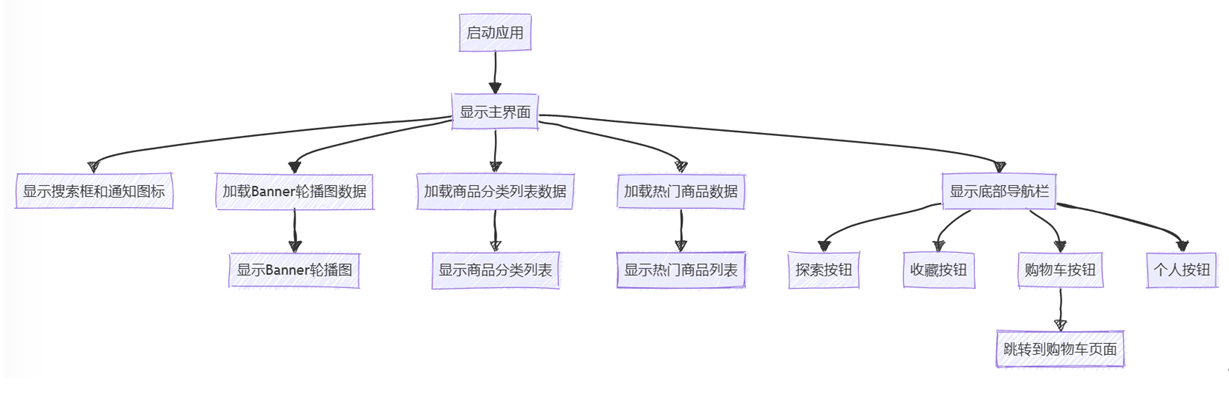 启动应用
显示主界面
显示搜索框和通知图标
加载Banner轮播图数据
加载商品分类列表数据
加载热门商品数据
显示底部导航栏
显示Banner轮播图
显示商品分类列表
显示热门商品列表
探索按钮
收藏按钮
购物车按钮
个人按钮
跳转到购物车页面